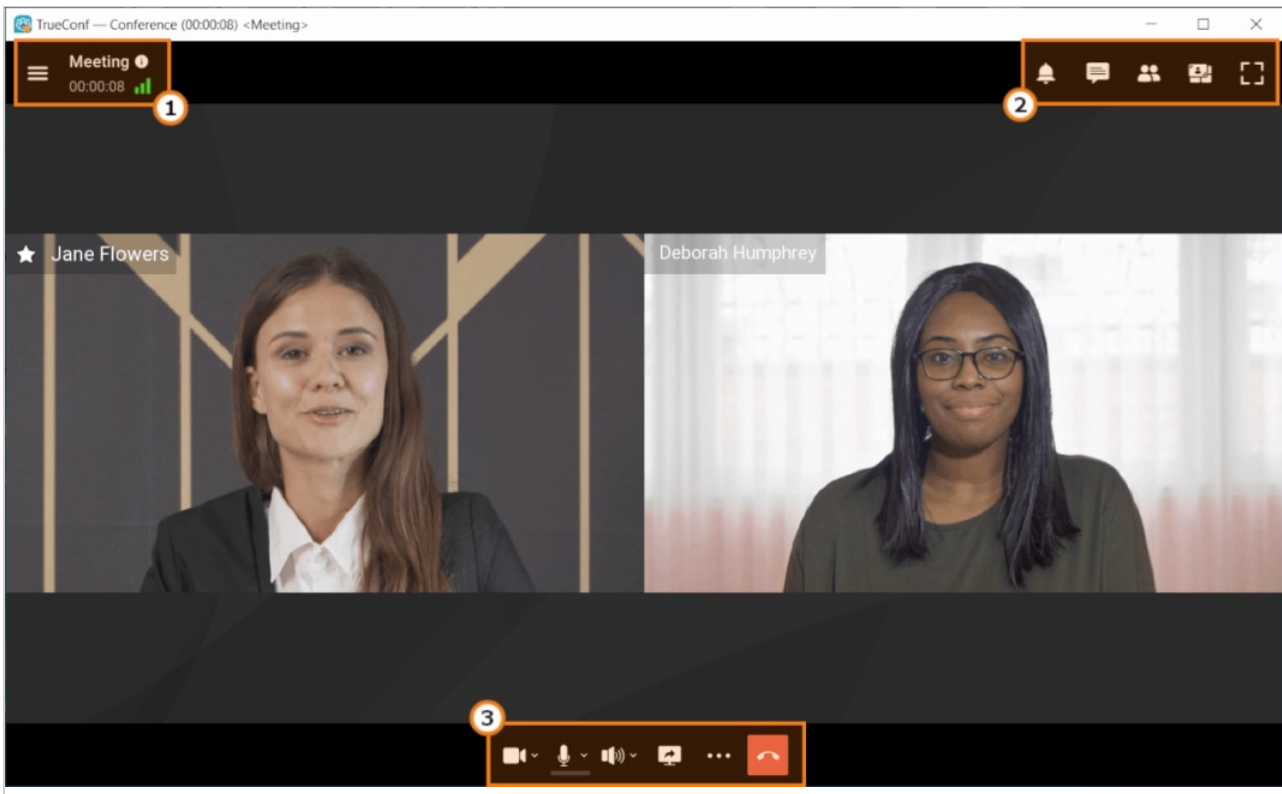 TrueConf — Conference (00:00:08) <Meeting>
Meeting
00:00:08
1
2
Jane Flowers
Deborah Humphrey
3